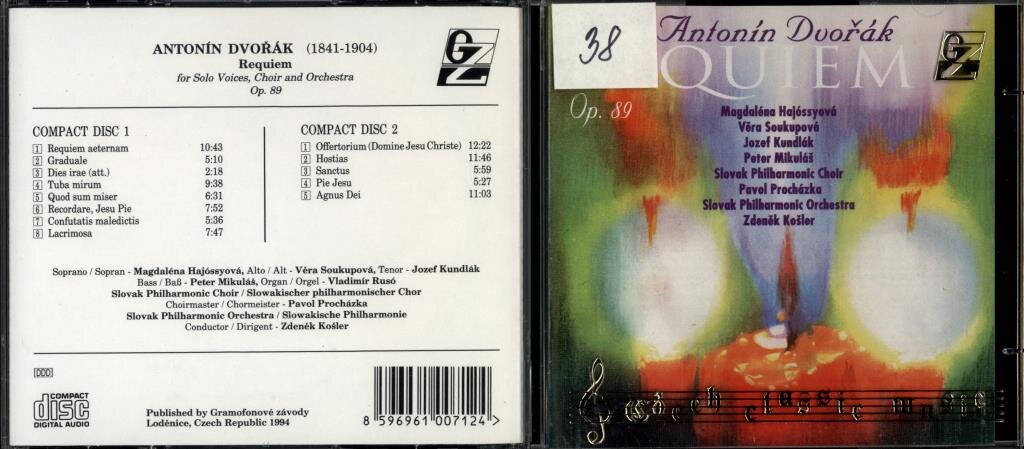 ANTONÍN DVOŘÁK (1841-1904)
Requiem
for Solo Voices, Choir and Orchestra
Op. 89
GZ
COMPACT DISC 1
1 Requiem aeternam 10:43
2 Graduale 5:10
3 Dies irae (att.) 2:18
4 Tuba mirum 9:38
5 Quod sum miser 6:31
6 Recordare, Jesu Pie 7:52
7 Confutatis maledictis 5:36
8 Lacrimosa 7:47
COMPACT DISC 2
1 Offertorium (Domine Jesu Christe) 12:22
2 Hostias 11:46
3 Sanctus 5:59
4 Pie Jesu 5:27
5 Agnus Dei 11:03
Soprano / Sopran - Magdaléna Hajóssyová, Alto / Alt - Věra Soukupová, Tenor - Jozef Kundlák
Bass / Baß - Peter Mikuláš, Organ / Orgel - Vladimír Rusó
Slovak Philharmonic Choir / Slowakischer philharmonischer Chor
Choirmaster / Chormeister - Pavol Procházka
Slovak Philharmonic Orchestra / Slowakische Philharmonie
Conductor / Dirigent - Zdeněk Košler
DDD
COMPACT
disc
DIGITAL AUDIO
Published by Gramofonové závody
Loděnice, Czech Republic 1994
8 596961 007124 >
38
Antonín Dvořák
QUIEM
GZ
Op. 89
Magdaléna Hajóssyová
Věra Soukupová
Jozef Kundlák
Peter Mikuláš
Slovak Philharmonic Choir
Pavol Procházka
Slovak Philharmonic Orchestra
Zdeněk Košler
Czech classic music